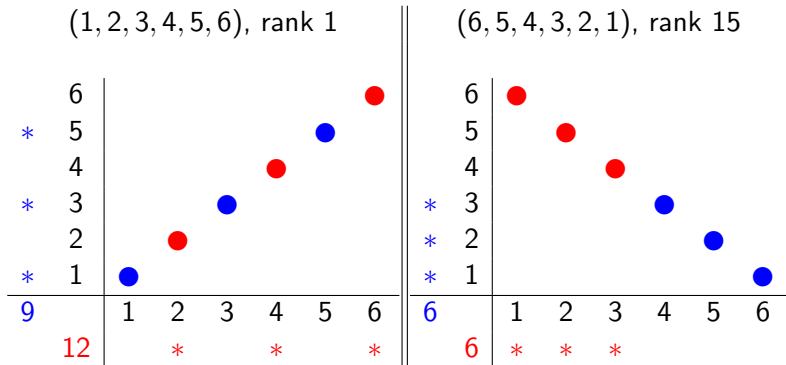 (1, 2, 3, 4, 5, 6), rank 1
6
* 5
4
* 3
2
* 1
9 1 2 3 4 5 6
12 * * *
(6, 5, 4, 3, 2, 1), rank 15
6
5
4
* 3
* 2
* 1
6 1 2 3 4 5 6
6 * * *